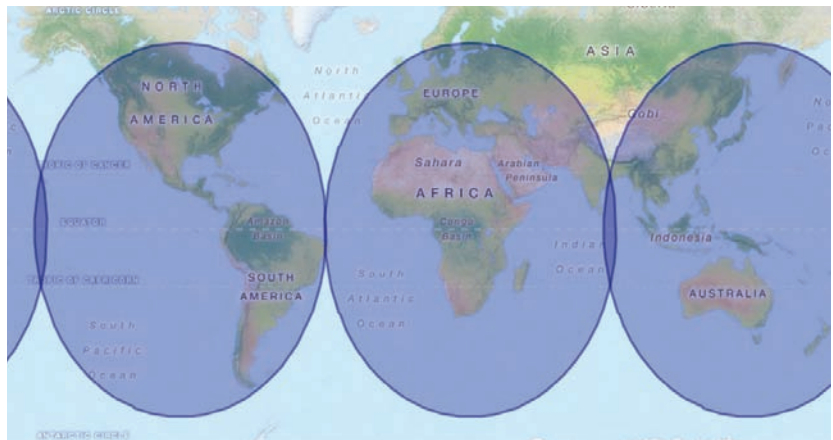 ARCTIC CIRCLE
ASIA
North
Atlantic
Ocean
NORTH
AMERICA
EUROPE
Gobi
TROPIC OF CANCER
Sahara
Arabian
Peninsula
AFRICA
EQUATOR
Amazon
Basin
Congo
Basin
Indian
Ocean
Indonesia
TROPIC OF CAPRICORN
SOUTH
AMERICA
South
Atlantic
Ocean
AUSTRALIA
South
Pacific
Ocean
ANTARCTIC CIRCLE